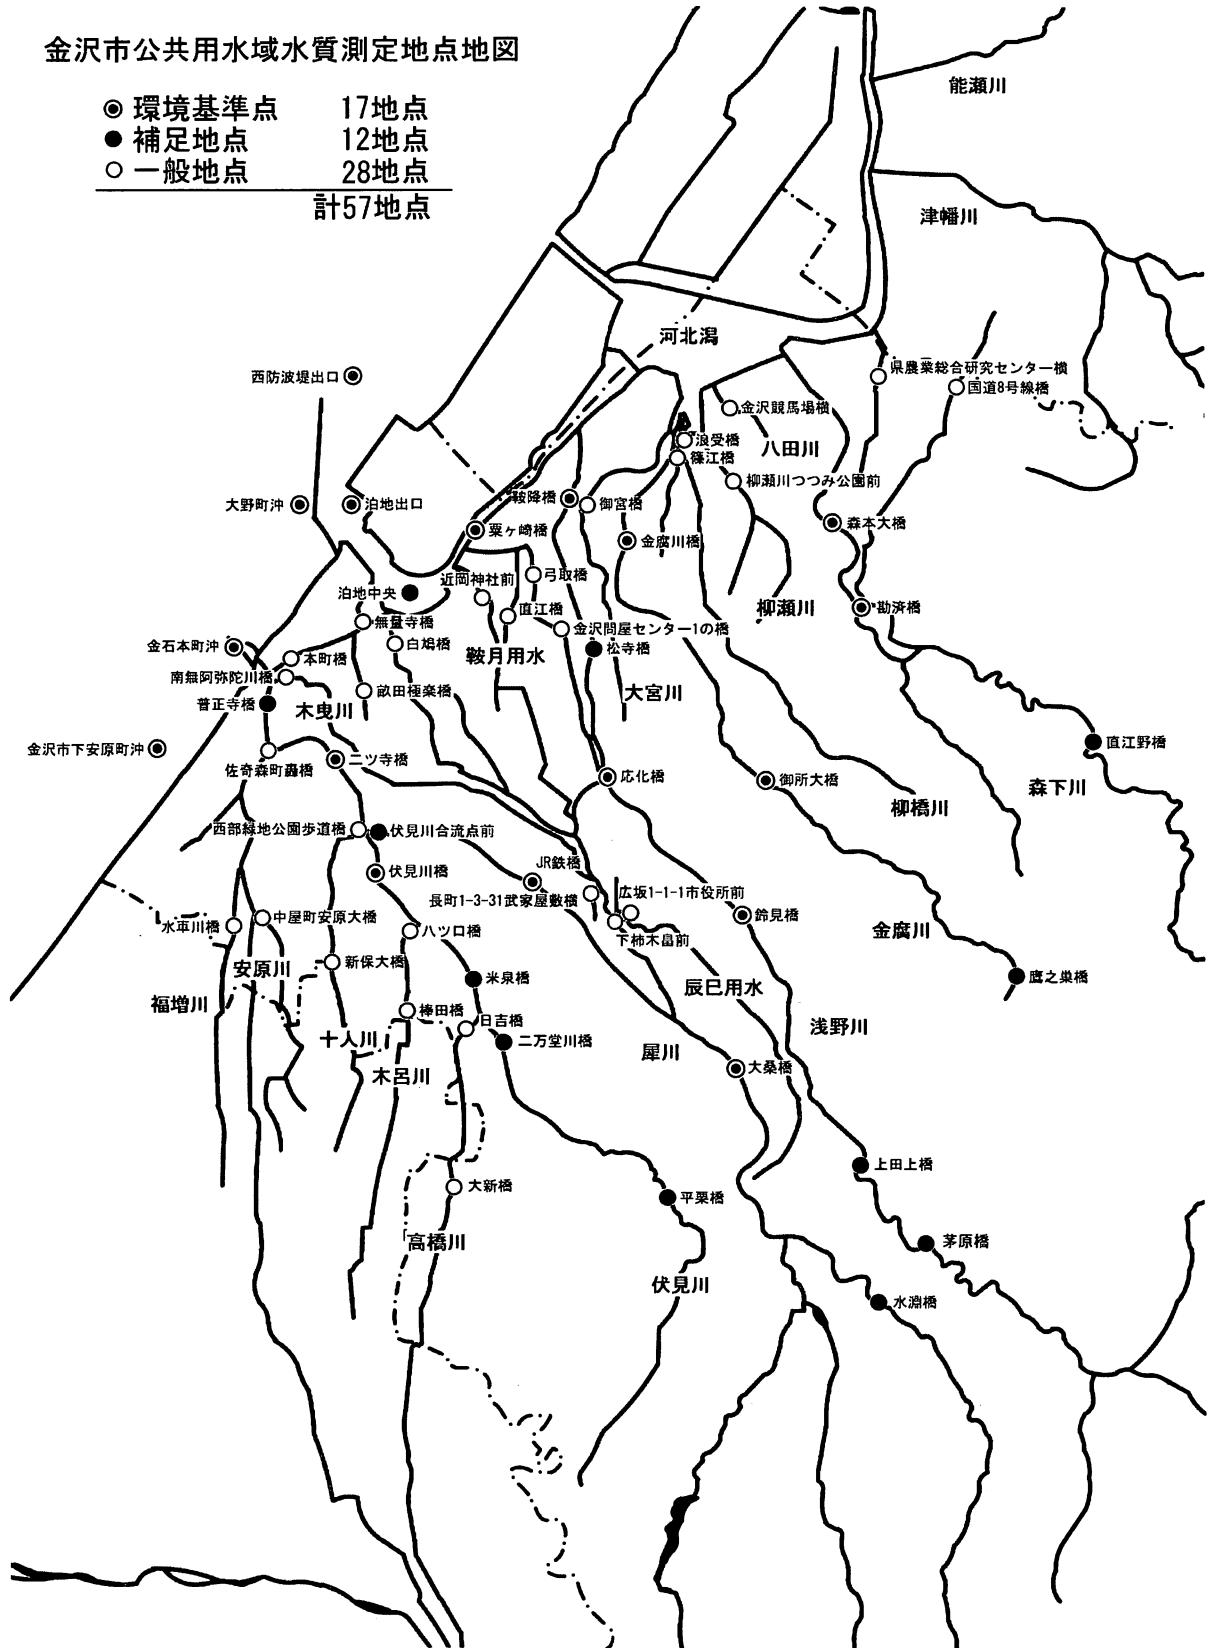 金沢市公共用水域水質測定地点地図
環境基準点 17地点
補足地点 12地点
一般地点 28地点
計57地点
能瀬川
津幡川
河北潟
県農業総合研究センター横
国道8号線橋
西防波堤出口
金沢競馬場横
浪受橋
八田川
篠江橋
柳瀬川つつみ公園前
大野町沖
泊地出口
鞍降橋
御宮橋
森本大橋
粟ヶ崎橋
金腐川橋
近岡神社前
弓取橋
泊地中央
直江橋
柳瀬川
勘済橋
無量寺橋
金沢問屋センター1の橋
金石本町沖
白鳩橋
鞍月用水
松寺橋
本町橋
南無阿弥陀川橋
畝田極楽橋
大宮川
普正寺橋
木曳川
直江野橋
金沢市下安原町沖
二ツ寺橋
佐奇森町轟橋
応化橋
御所大橋
森下川
柳橋川
西部緑地公園歩道橋
伏見川合流点前
伏見川橋
JR鉄橋
長町1-3-31武家屋敷横
広坂1-1-1市役所前
水車川橋
中屋町安原大橋
八ツ口橋
下柿木畠前
鈴見橋
金腐川
新保大橋
安原川
米泉橋
辰巳用水
鷹之巣橋
福増川
棒田橋
日吉橋
浅野川
十人川
二万堂川橋
犀川
木呂川
大桑橋
上田上橋
大新橋
平栗橋
高橋川
茅原橋
伏見川
水淵橋